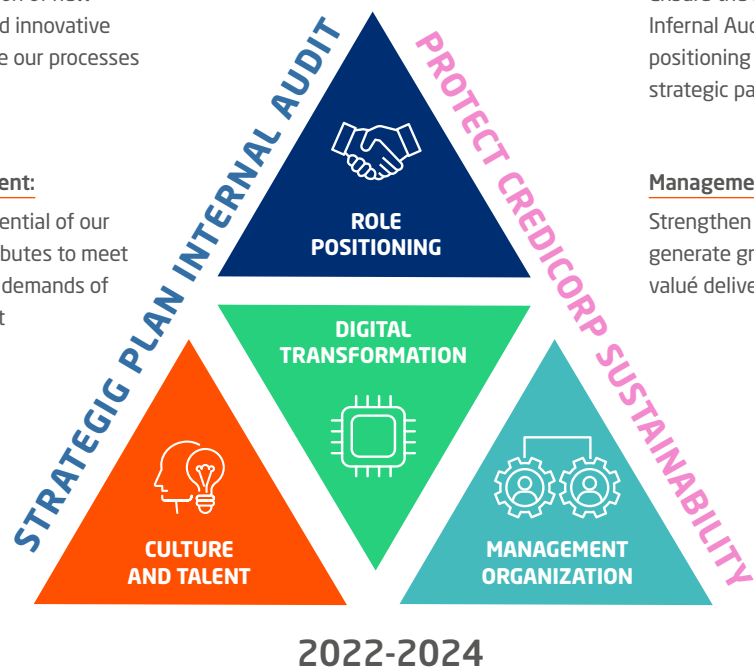 d innovative
e our processes
ent:
ential of our
butes to meet
demands of
t
STRATEGIG PLAN INTERNAL AUDIT
PROTECT CREDICORP SUSTAINABILITY
ROLE
POSITIONING
DIGITAL
TRANSFORMATION
CULTURE
AND TALENT
MANAGEMENT
ORGANIZATION
2022-2024
Infernal Aud
positioning
strategic pa
Manageme
Strengthen
generate gr
valué delive